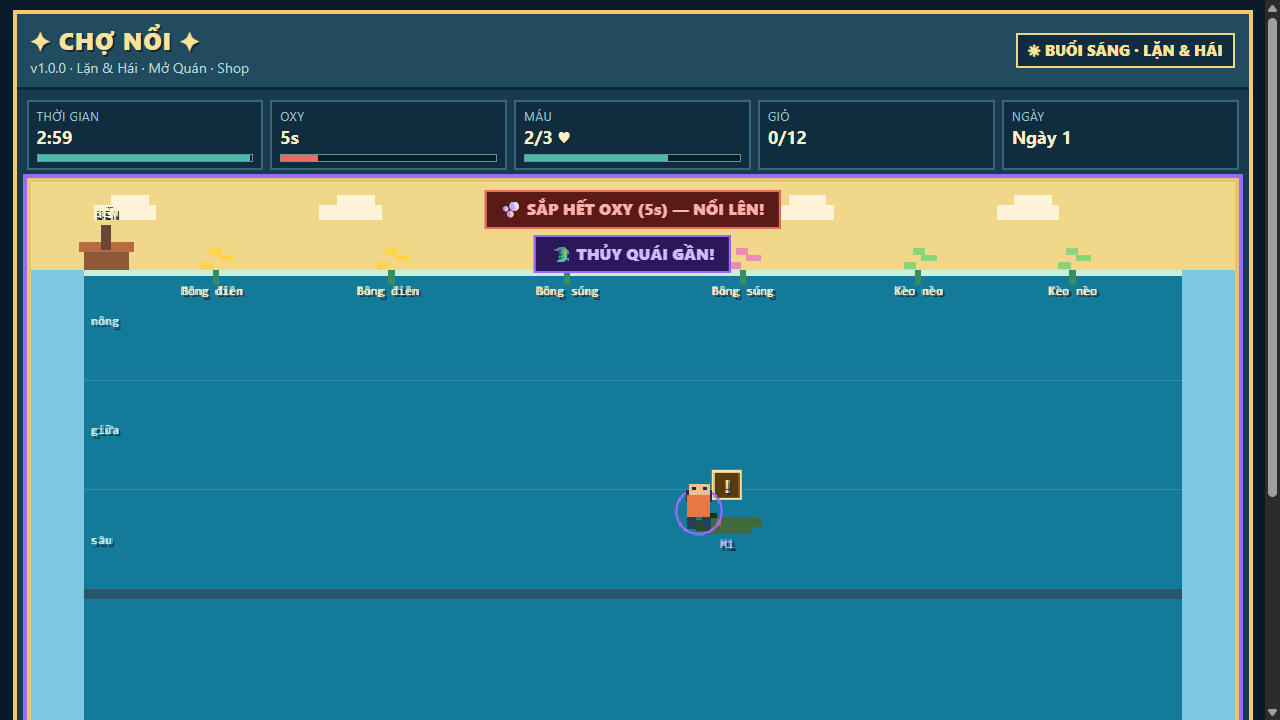 ✦ CHỢ NỔI ✦
v1.0.0 · Lặn & Hái · Mở Quán · Shop
☀ BUỔI SÁNG · LẶN & HÁI
THỜI GIAN
2:59
OXY
5s
MÁU
2/3 ♥
GIỎ
0/12
NGÀY
Ngày 1
BẾN
SẮP HẾT OXY (5s) — NỔI LÊN!
THỦY QUÁI GẦN!
Bông điên
Bông điên
Bông súng
Bông súng
Kèo nèo
Kèo nèo
nông
giữa
!
sâu